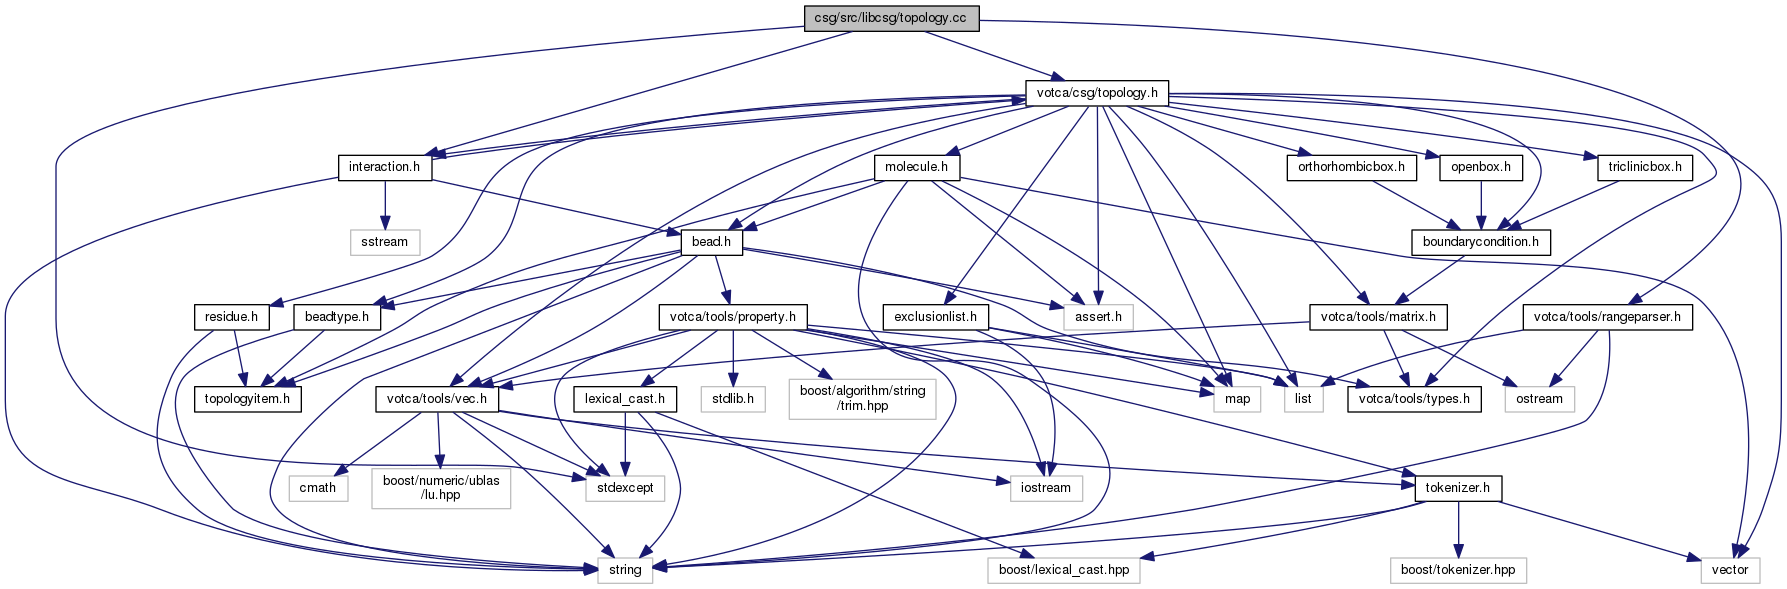 csg/src/libcsg/topology.cc
votca/csg/topology.h
interaction.h
molecule.h
orthorhombicbox.h
openbox.h
triclinicbox.h
sstream
bead.h
boundarycondition.h
residue.h
beadtype.h
votca/tools/property.h
exclusionlist.h
assert.h
votca/tools/matrix.h
votca/tools/rangeparser.h
topologyitem.h
votca/tools/vec.h
lexical_cast.h
stdlib.h
boost/algorithm/string
/trim.hpp
map
list
votca/tools/types.h
ostream
cmath
boost/numeric/ublas
/lu.hpp
stdexcept
iostream
tokenizer.h
string
boost/lexical_cast.hpp
boost/tokenizer.hpp
vector